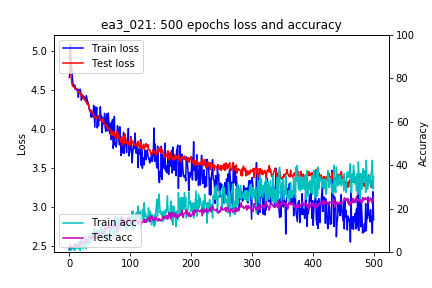 ea3_021: 500 epochs loss and accuracy
Train loss
Test loss
Train acc
Test acc
Loss
5.0
4.5
4.0
3.5
3.0
2.5
Accuracy
100
80
60
40
20
0
0
100
200
300
400
500